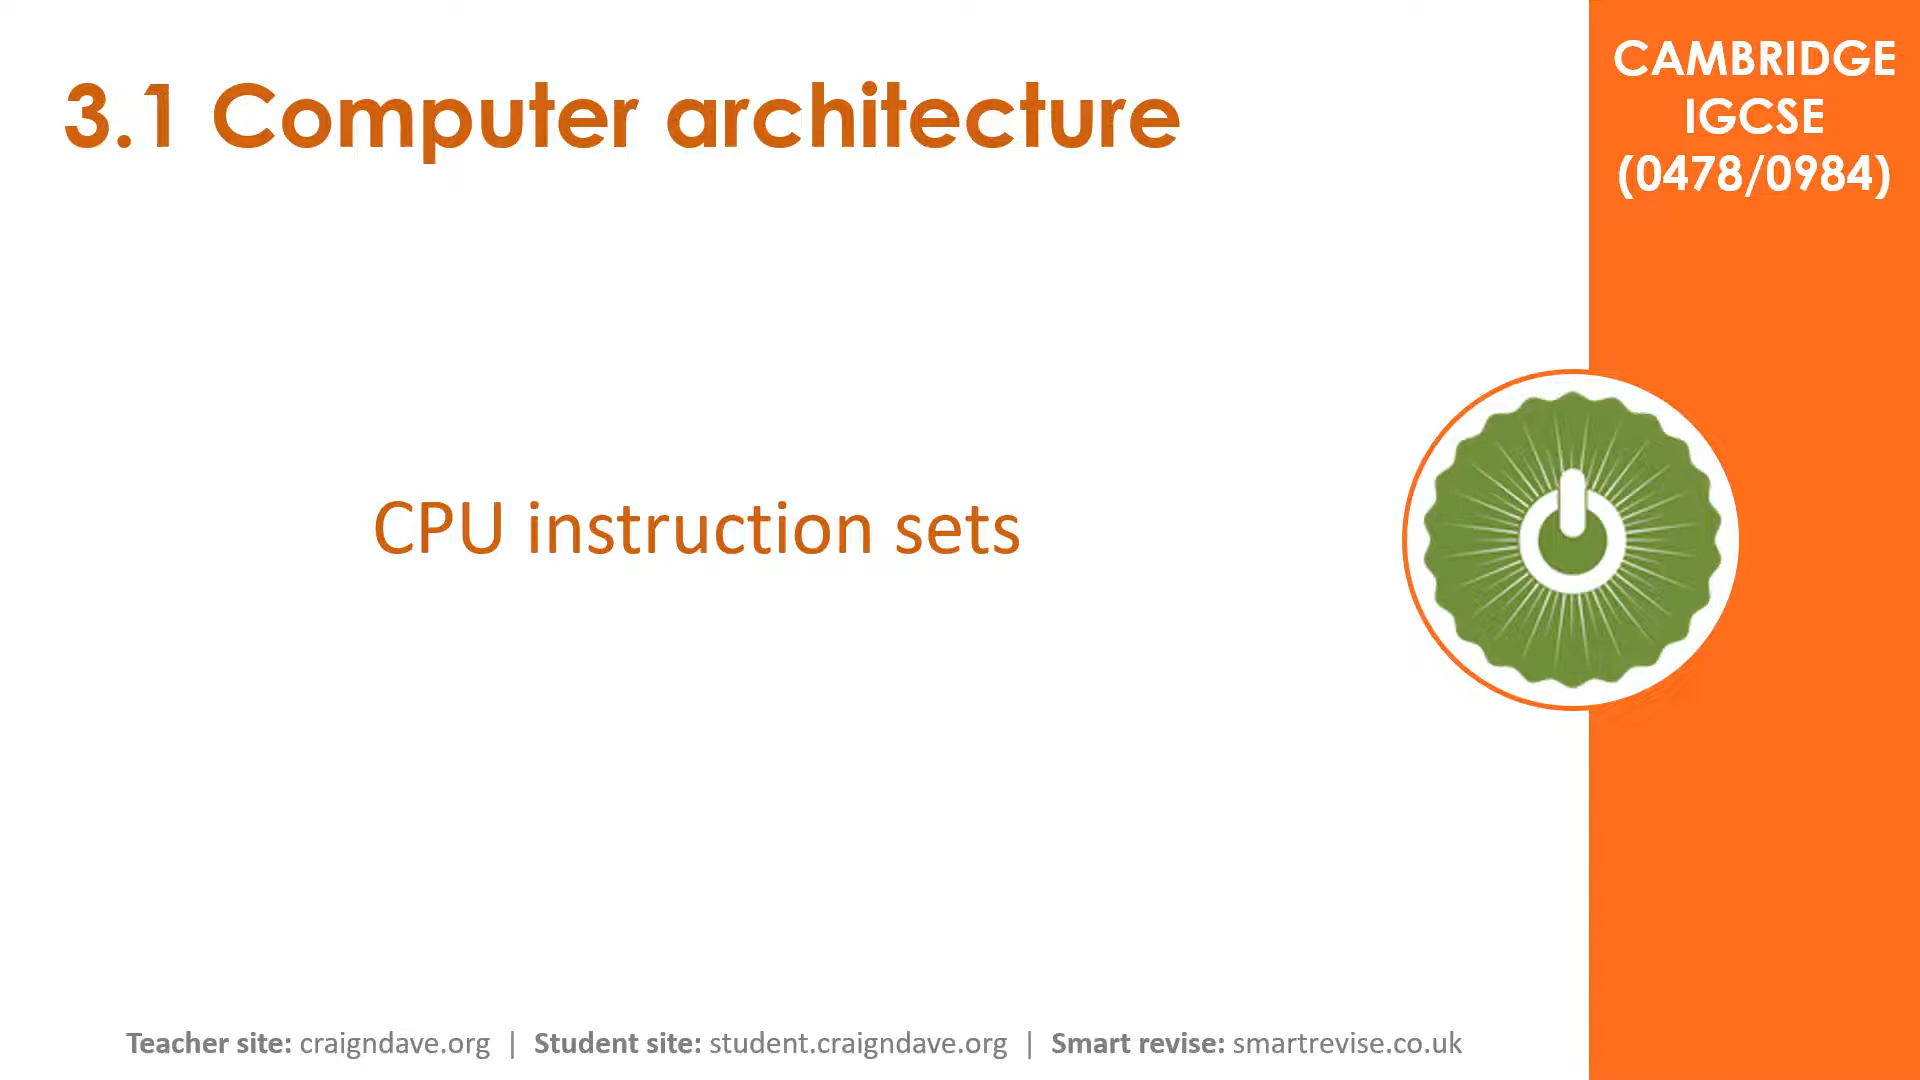 3.1 Computer architecture
CAMBRIDGE
IGCSE
(0478/0984)
CPU instruction sets
Teacher site: craigndave.org | Student site: student.craigndave.org | Smart revise: smartrevise.co.uk